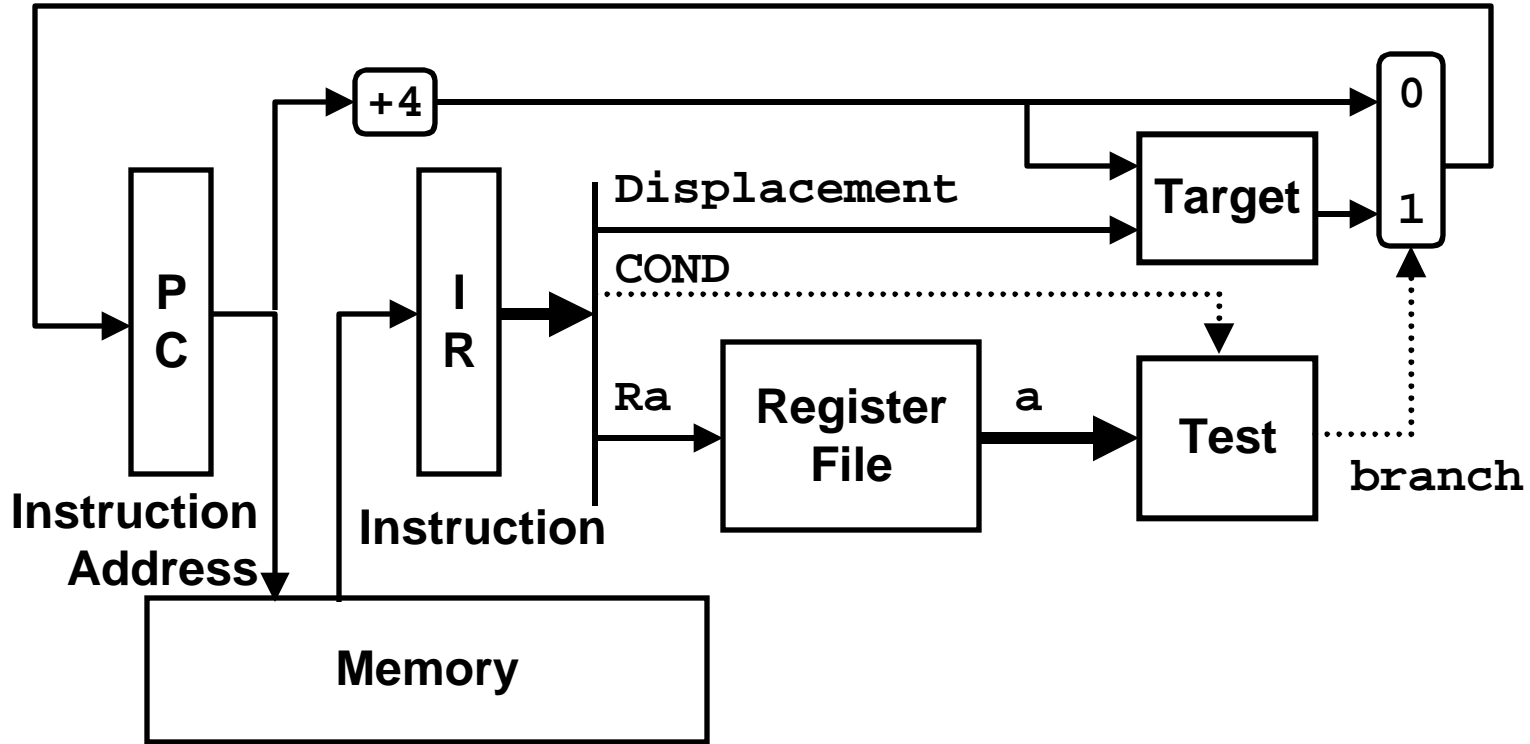 +4
0
Displacement
Target
1
COND
P
C
I
R
Ra
Register
File
a
Test
branch
Instruction
Address
Instruction
Memory